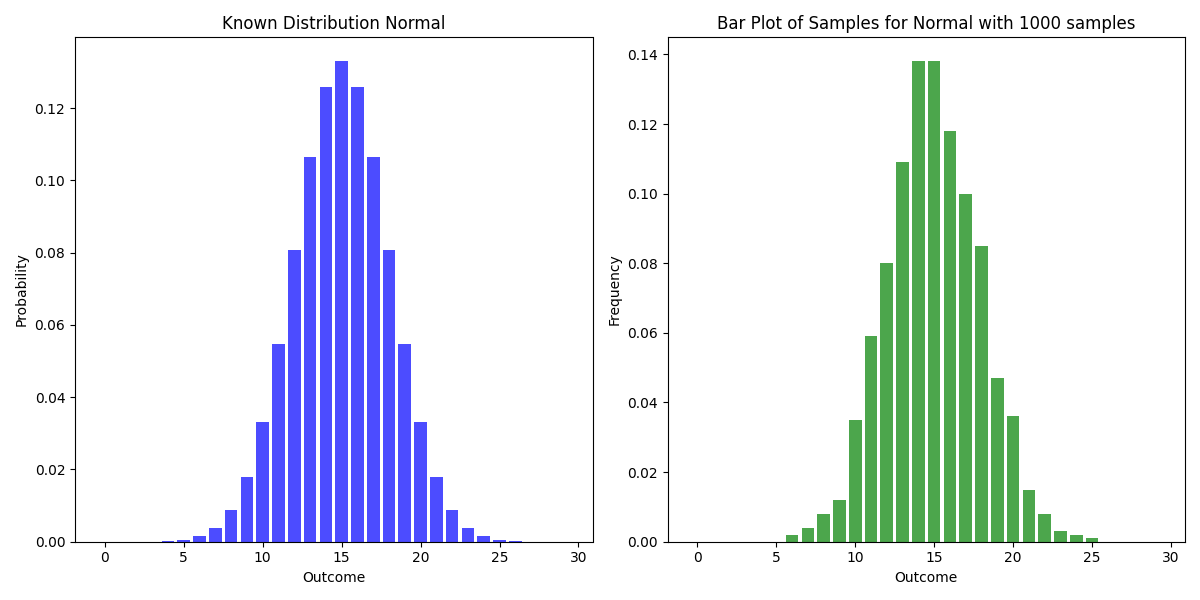 Known Distribution Normal
Probability
0.12
0.10
0.08
0.06
0.04
0.02
0.00
0 5 10 15 20 25 30
Outcome
Bar Plot of Samples for Normal with 1000 samples
Frequency
0.14
0.12
0.10
0.08
0.06
0.04
0.02
0.00
0 5 10 15 20 25 30
Outcome